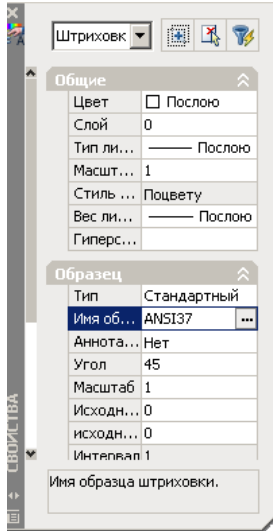 Штриховк
Общие
Цвет Послою
Слой 0
Тип ли... Послою
Масшт... 1
Стиль ... Поцвету
Вес ли... Послою
Гиперс...
Образец
Тип Стандартный
Имя об... ANSI37 ...
Аннота... Нет
Угол 45
Масштаб 1
Исходн... 0
исходн... 0
Интервал 1
Имя образца штриховки.
СВОЙСТВА